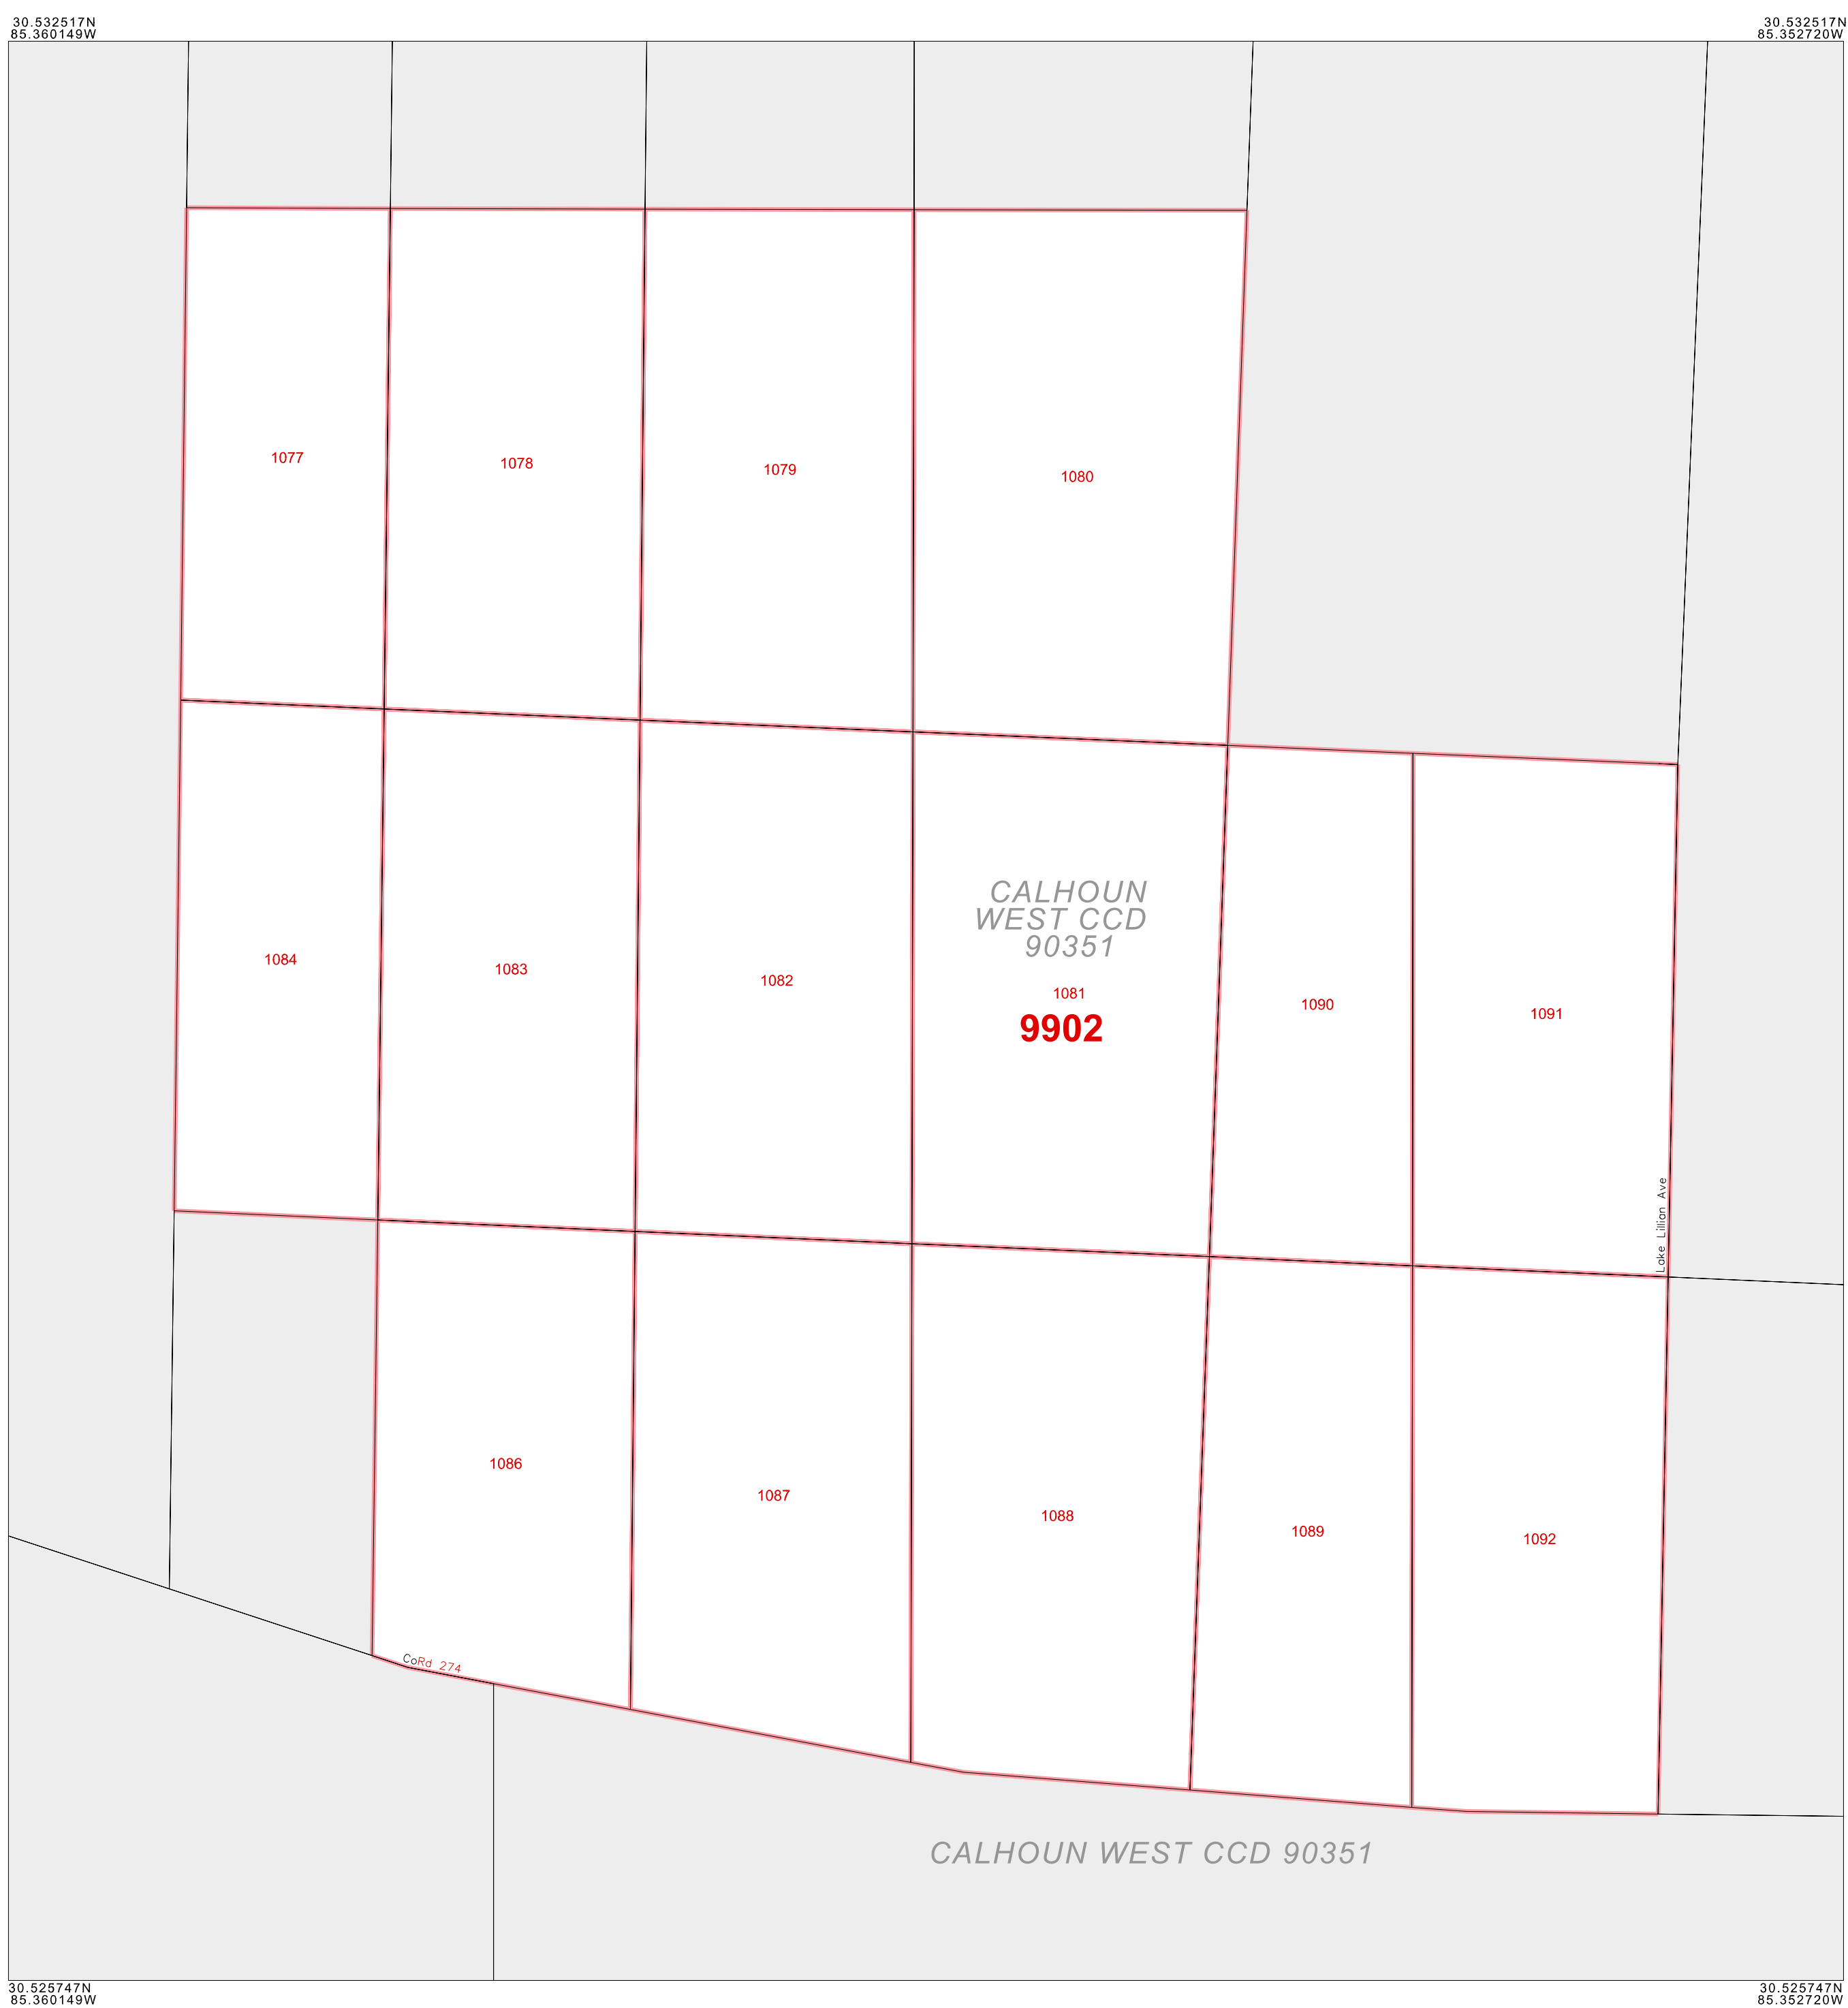 30.532517N
85.360149W
30.532517N
85.352720W
1077
1078
1079
1080
CALHOUN
WEST CCD
90351
1084
1083
1082
1081
9902
1090
1091
Lake Lillian Ave
1086
1087
1088
1089
1092
CoRd 274
CALHOUN WEST CCD 90351
30.525747N
85.360149W
30.525747N
85.352720W